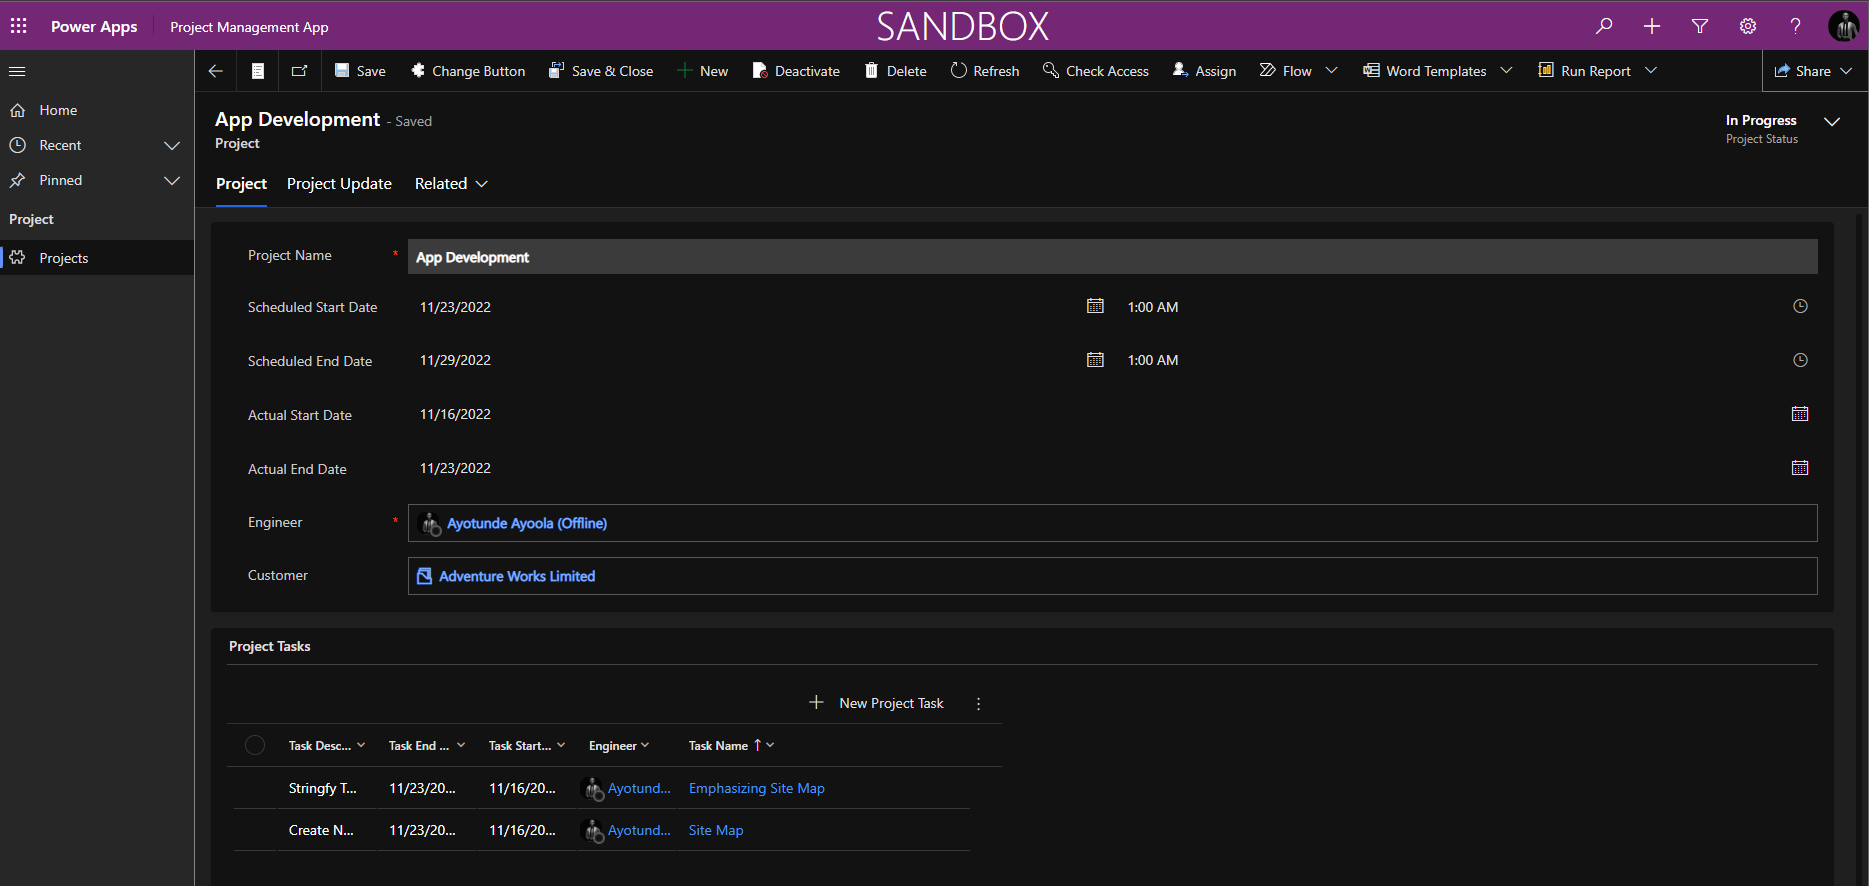 Power Apps Project Management App SANDBOX ?
Save Change Button Save & Close New Deactivate Delete Refresh Check Access Assign Flow Word Templates Run Report Share
Home
Recent
Pinned
Project
Projects
App Development - Saved
Project
In Progress
Project Status
Project Project Update Related
Project Name * App Development
Scheduled Start Date 11/23/2022 1:00 AM
Scheduled End Date 11/29/2022 1:00 AM
Actual Start Date 11/16/2022
Actual End Date 11/23/2022
Engineer * Ayotunde Ayoola (Offline)
Customer Adventure Works Limited
Project Tasks
New Project Task
Task Desc... Task End ... Task Start... Engineer Task Name
Stringfy T... 11/23/20... 11/16/20... Ayotund... Emphasizing Site Map
Create N... 11/23/20... 11/16/20... Ayotund... Site Map